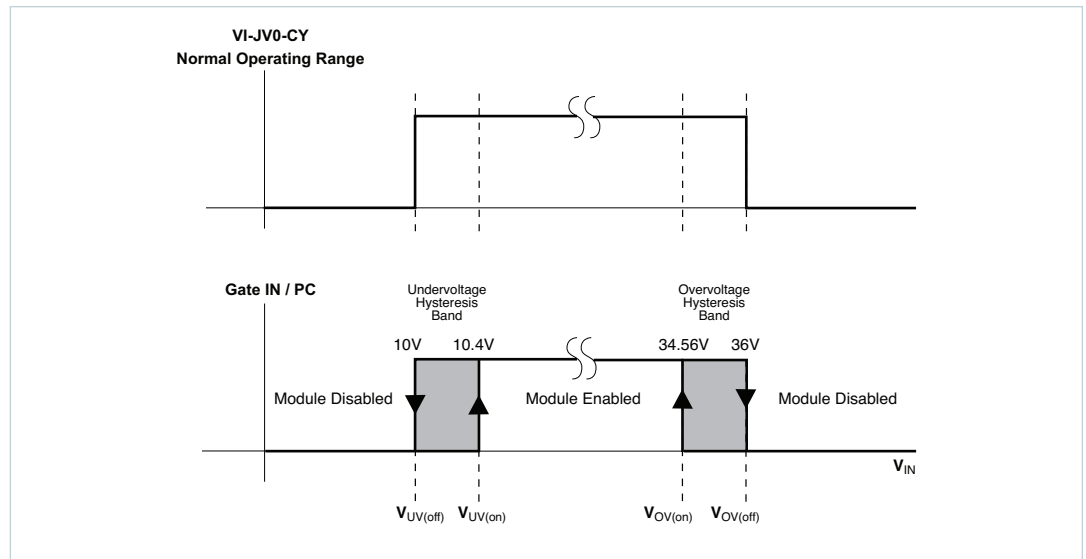 VI-JV0-CY
Normal Operating Range
Gate IN / PC
Undervoltage
Hysteresis
Band
Overvoltage
Hysteresis
Band
10V
10.4V
34.56V
36V
Module Disabled
Module Enabled
Module Disabled
VIN
VUV(off)
VUV(on)
VOV(on)
VOV(off)